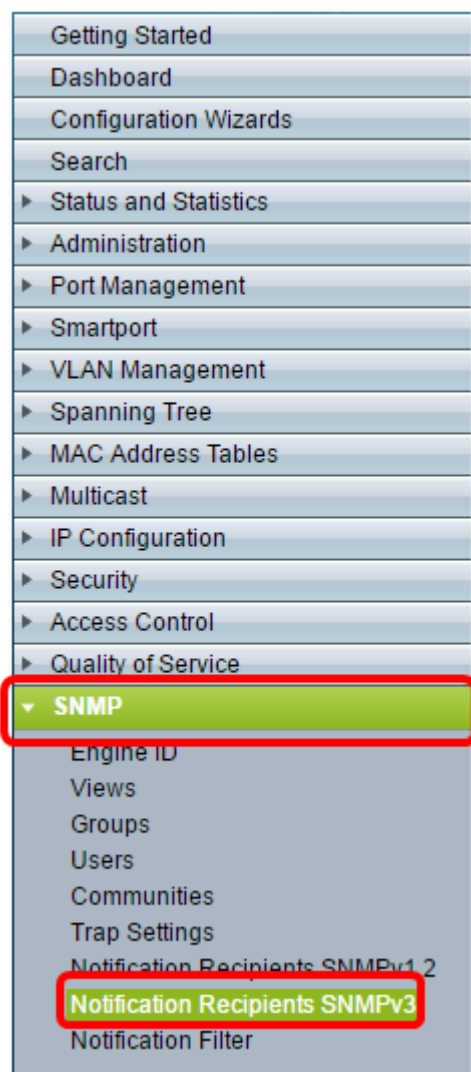 Getting Started
Dashboard
Configuration Wizards
Search
Status and Statistics
Administration
Port Management
Smartport
VLAN Management
Spanning Tree
MAC Address Tables
Multicast
IP Configuration
Security
Access Control
Quality of Service
SNMP
Engine ID
Views
Groups
Users
Communities
Trap Settings
Notification Recipients SNMPv1,2
Notification Recipients SNMPv3
Notification Filter